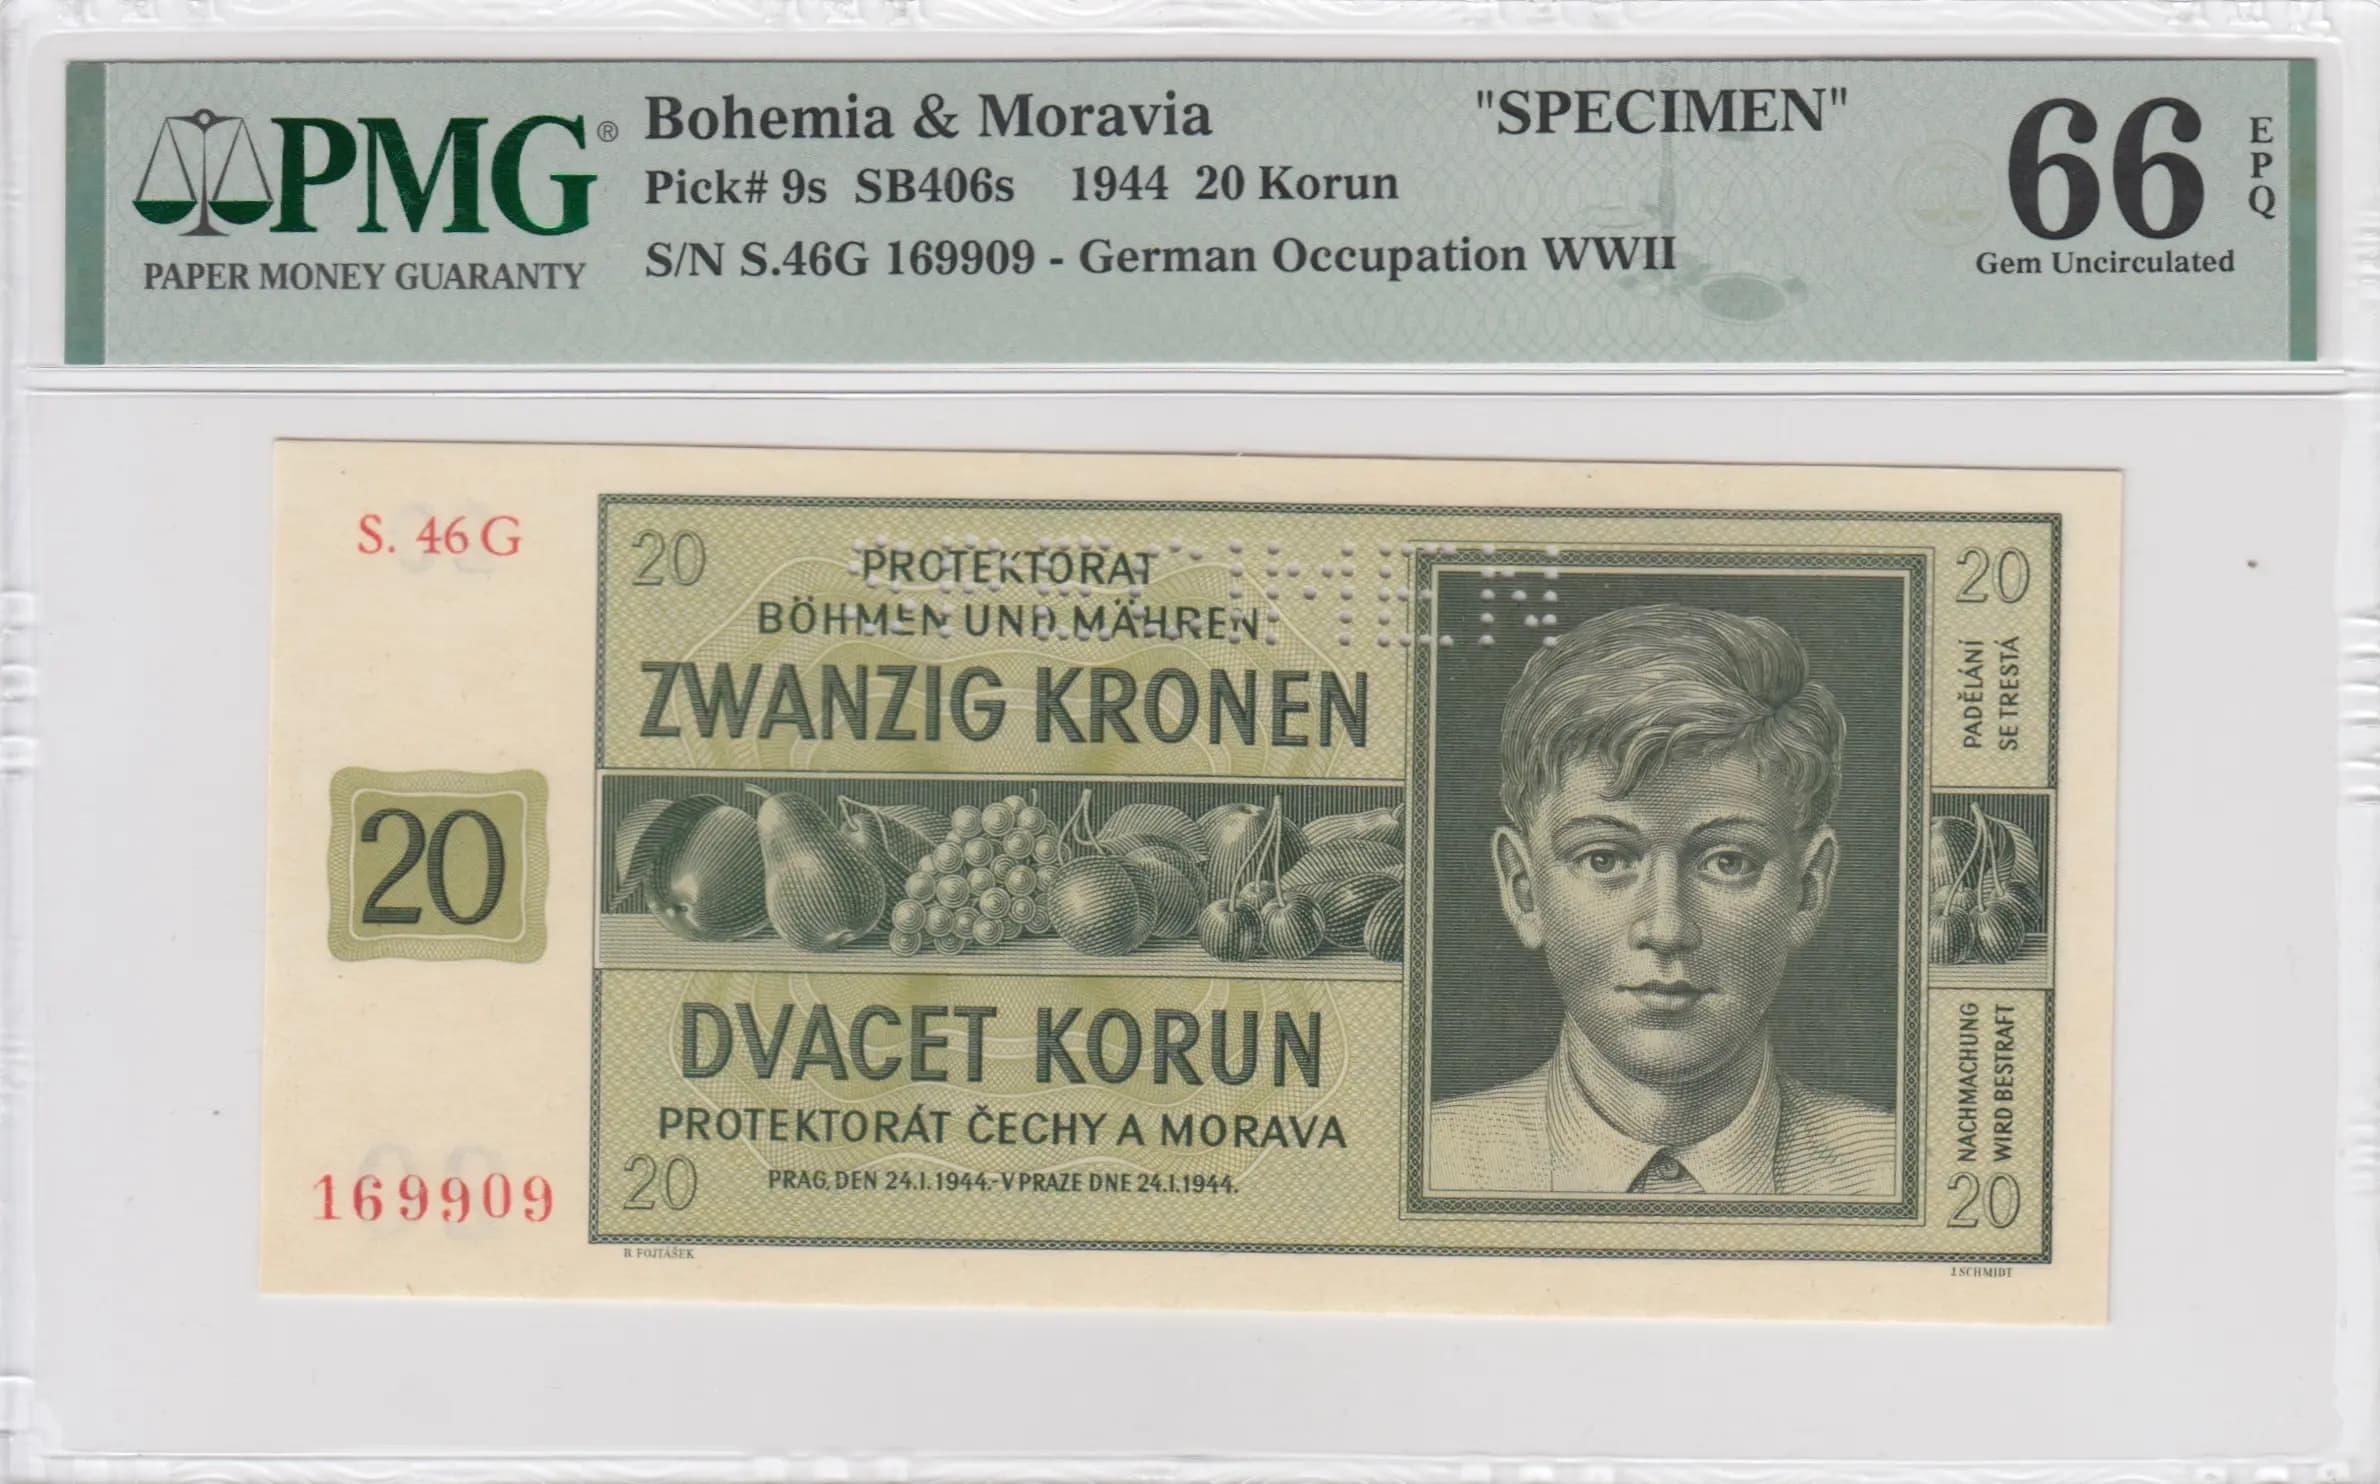 PMG®
PAPER MONEY GUARANTY
Bohemia & Moravia
"SPECIMEN"
Pick# 9s SB406s 1944 20 Korun
S/N S.46G 169909 - German Occupation WWII
66
EPQ
Gem Uncirculated
S. 46 G
20
20
PROTEKTORAT
BÖHMEN UND MÄHREN
SPECIMEN
ZWANZIG KRONEN
20
PADĚLÁNÍ
SE TRESTÁ
DVACET KORUN
PROTEKTORÁT ČECHY A MORAVA
PRAG, DEN 24.I.1944.-V PRAZE DNE 24.I.1944.
NACHMACHUNG
WIRD BESTRAFT
169909
20
20
B. FOJTÁŠEK
J.SCHMIDT